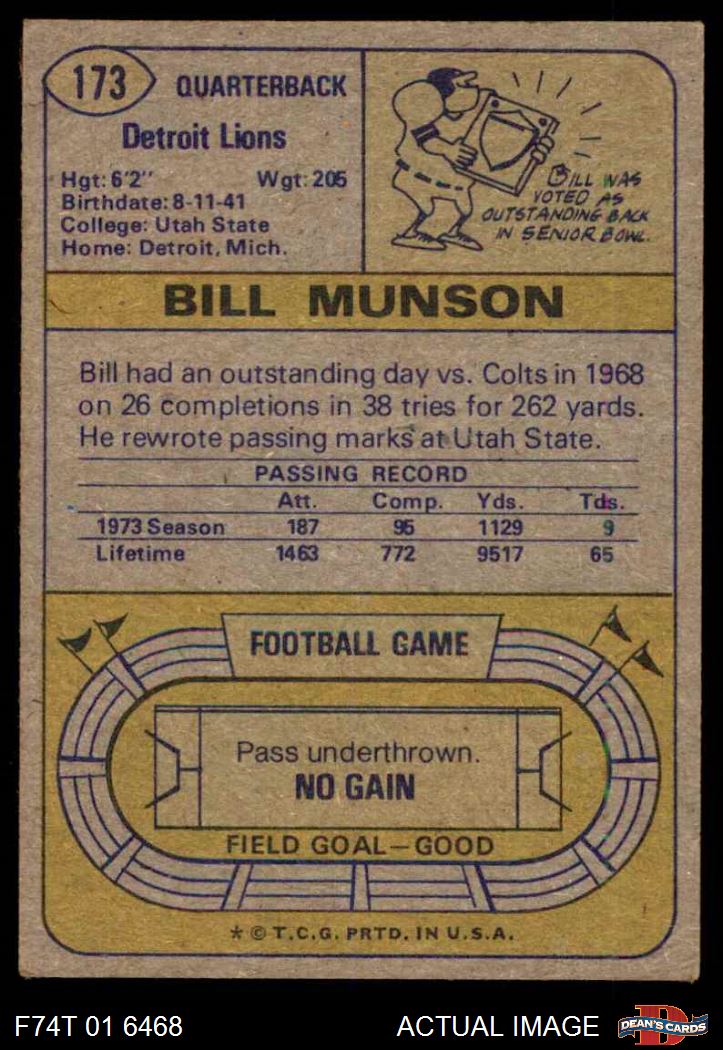 173 QUARTERBACK
Detroit Lions
Hgt: 6'2" Wgt: 205
Birthdate: 8-11-41
College: Utah State
Home: Detroit, Mich.
BILL WAS
VOTED AS
OUTSTANDING BACK
IN SENIOR BOWL.
BILL MUNSON
Bill had an outstanding day vs. Colts in 1968
on 26 completions in 38 tries for 262 yards.
He rewrote passing marks at Utah State.
PASSING RECORD
Att. Comp. Yds. Tds.
1973 Season 187 95 1129 9
Lifetime 1463 772 9517 65
FOOTBALL GAME
Pass underthrown.
NO GAIN
FIELD GOAL—GOOD
* © T.C.G. PRTD. IN U.S.A.
F74T 01 6468 ACTUAL IMAGE D DEAN'S CARDS